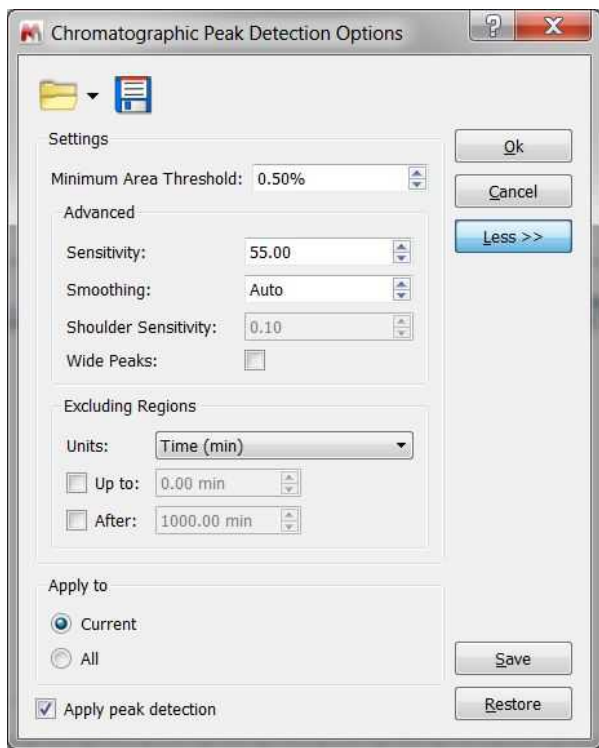 Chromatographic Peak Detection Options
Settings
Minimum Area Threshold: 0.50%
Advanced
Sensitivity: 55.00
Smoothing: Auto
Shoulder Sensitivity: 0.10
Wide Peaks:
Excluding Regions
Units: Time (min)
Up to: 0.00 min
After: 1000.00 min
Apply to
Current
All
Apply peak detection
Ok
Cancel
Less >>
Save
Restore